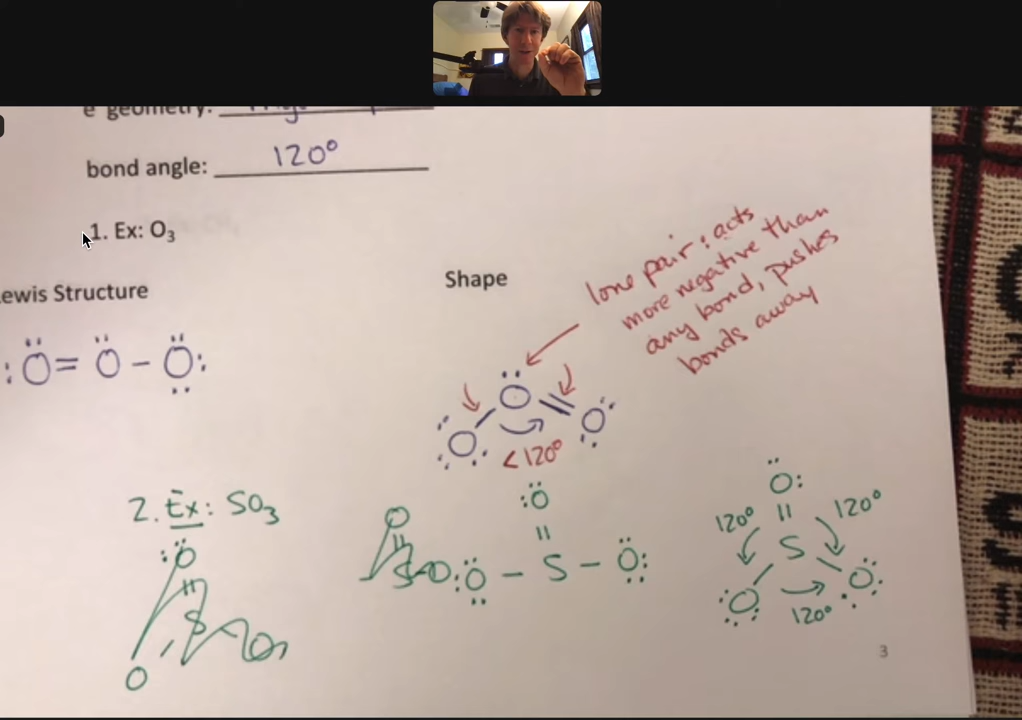 e⁻ geometry:
bond angle: 120°
1. Ex: O₃
Lewis Structure
Shape
lone pair: acts
more negative than
any bond, pushes
bonds away
:Ö = Ö - Ö:
O
O = O
<120°
2. Ex: SO₃
:O
||
S
O
O
O
||
S-O
:Ö
||
:O - S - O:
Ö:
||
120° 120°
S
:O O:
120°
3